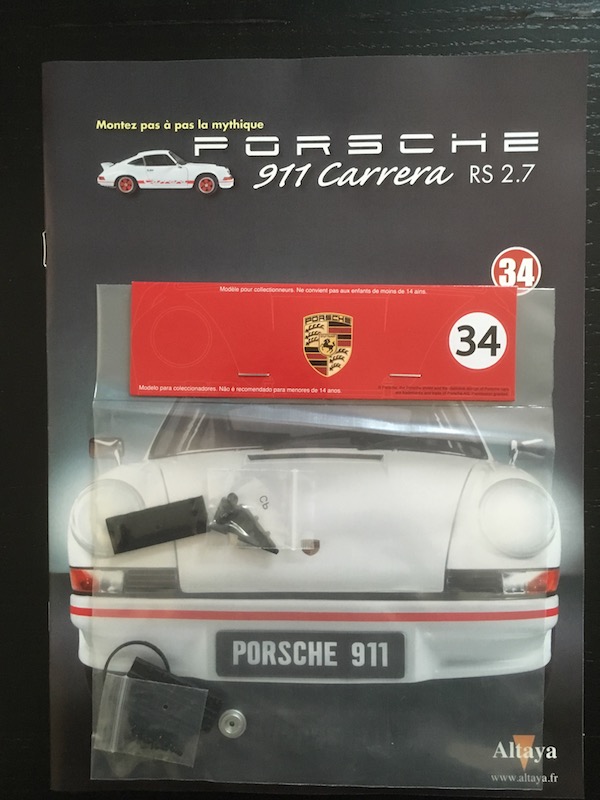 Montez pas à pas la mythique
PORSCHE
911 Carrera RS 2.7
34
Modèle pour collectionneurs. Ne convient pas aux enfants de moins de 14 ans.
PORSCHE
34
Modelo para coleccionadores. Não é recomendado para menores de 14 anos.
PORSCHE 911
Altaya
www.altaya.fr